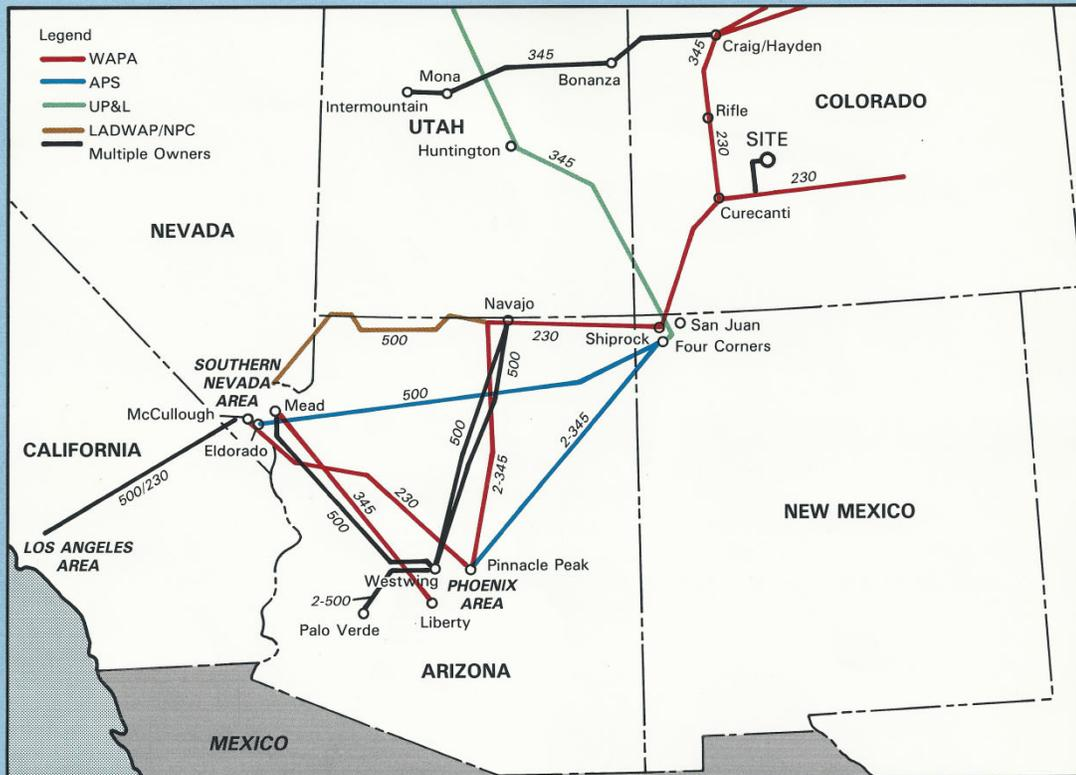 Legend
WAPA
APS
UP&L
LADWAP/NPC
Multiple Owners
345
Craig/Hayden
345
Mona
Bonanza
Intermountain
UTAH
Rifle
COLORADO
Huntington
345
230
SITE
230
Curecanti
NEVADA
Navajo
500
230
San Juan
Shiprock
Four Corners
SOUTHERN
NEVADA
AREA
500
500
McCullough
Mead
Eldorado
CALIFORNIA
500
2-345
2-345
500/230
345
230
500
NEW MEXICO
LOS ANGELES
AREA
Westwing
Pinnacle Peak
PHOENIX
AREA
2-500
Palo Verde
Liberty
ARIZONA
MEXICO